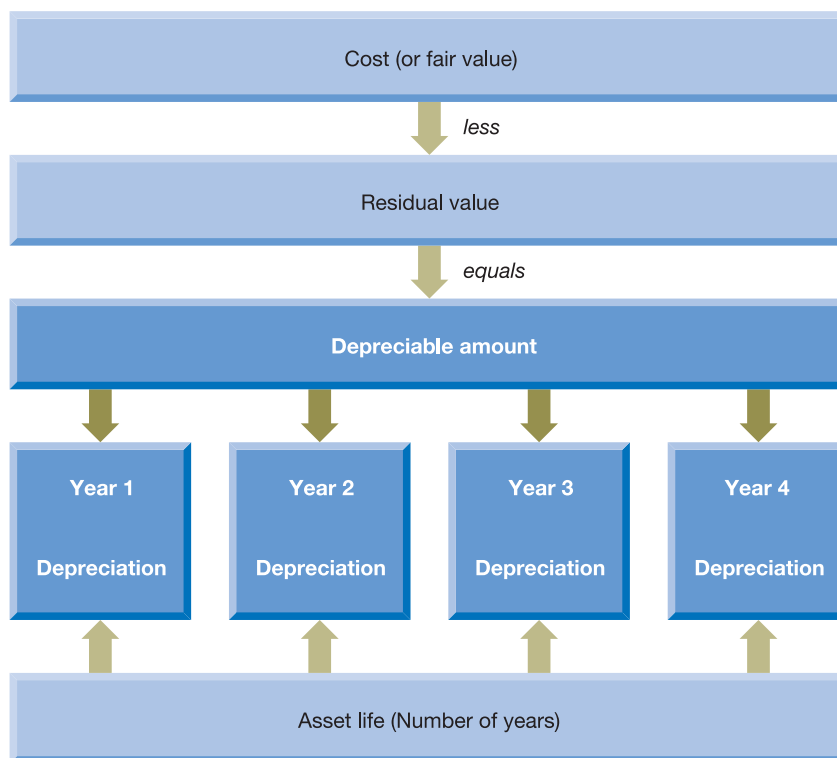 Cost (or fair value)
less
Residual value
equals
Depreciable amount
Year 1
Year 2
Year 3
Year 4
Depreciation
Depreciation
Depreciation
Depreciation
Asset life (Number of years)